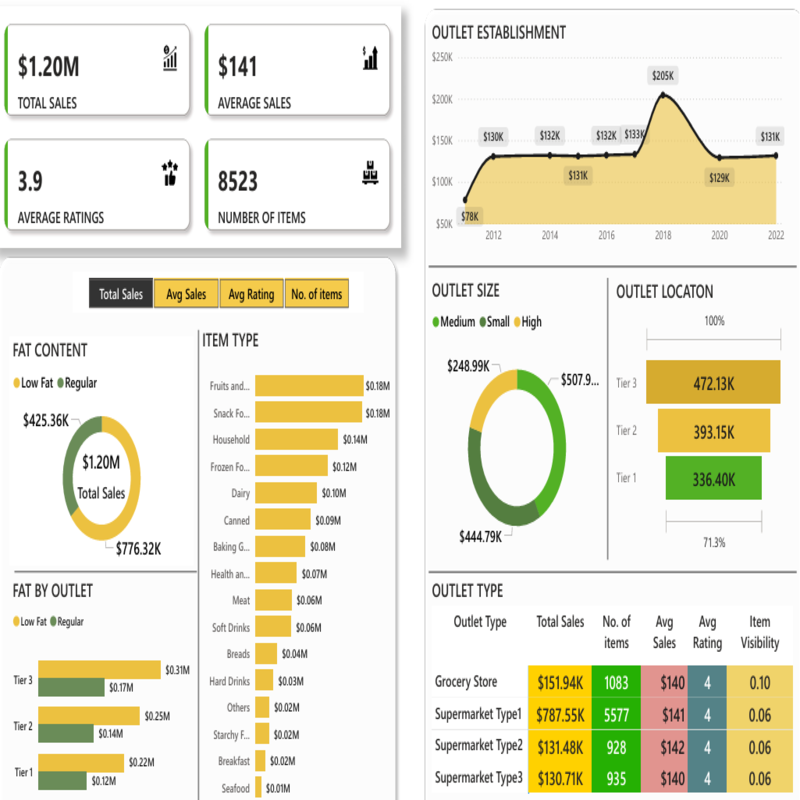 $1.20M
TOTAL SALES
$141
AVERAGE SALES
3.9
AVERAGE RATINGS
8523
NUMBER OF ITEMS
Total Sales
Avg Sales
Avg Rating
No. of items
FAT CONTENT
Low Fat Regular
$425.36K
$1.20M
Total Sales
$776.32K
FAT BY OUTLET
Low Fat Regular
Tier 3 $0.31M
$0.17M
Tier 2 $0.25M
$0.14M
Tier 1 $0.22M
$0.12M
ITEM TYPE
Fruits and... $0.18M
Snack Fo... $0.18M
Household $0.14M
Frozen Fo... $0.12M
Dairy $0.10M
Canned $0.09M
Baking G... $0.08M
Health an... $0.07M
Meat $0.06M
Soft Drinks $0.06M
Breads $0.04M
Hard Drinks $0.03M
Others $0.02M
Starchy F... $0.02M
Breakfast $0.02M
Seafood $0.01M
OUTLET ESTABLISHMENT
$250K
$200K
$150K
$100K
$50K
$78K
$130K
$132K
$131K
$132K
$133K
$205K
$129K
$131K
2012 2014 2016 2018 2020 2022
OUTLET SIZE
Medium Small High
$248.99K
$507.9...
$444.79K
OUTLET LOCATON
100%
Tier 3 472.13K
Tier 2 393.15K
Tier 1 336.40K
71.3%
OUTLET TYPE
Outlet Type Total Sales No. of items Avg Sales Avg Rating Item Visibility
Grocery Store $151.94K 1083 $140 4 0.10
Supermarket Type1 $787.55K 5577 $141 4 0.06
Supermarket Type2 $131.48K 928 $142 4 0.06
Supermarket Type3 $130.71K 935 $140 4 0.06